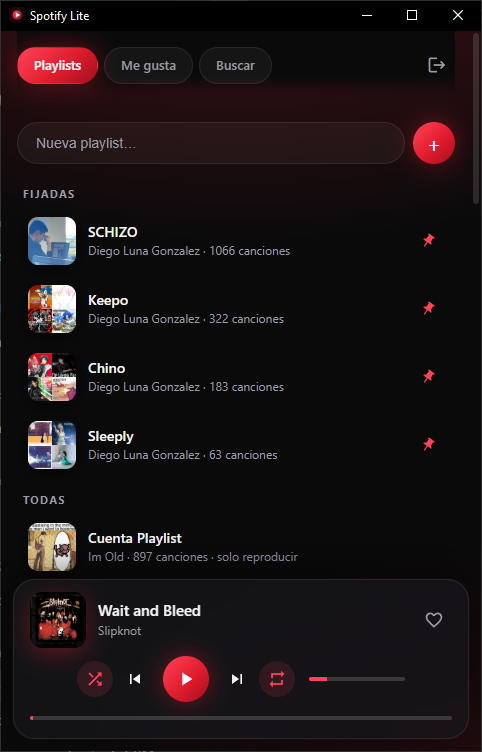 Spotify Lite
Playlists Me gusta Buscar
Nueva playlist…
FIJADAS
SCHIZO
Diego Luna Gonzalez · 1066 canciones
Keepo
Diego Luna Gonzalez · 322 canciones
Chino
Diego Luna Gonzalez · 183 canciones
Sleeply
Diego Luna Gonzalez · 63 canciones
TODAS
Cuenta Playlist
Im Old · 897 canciones · solo reproducir
SLIPKNOT
Wait and Bleed
Slipknot